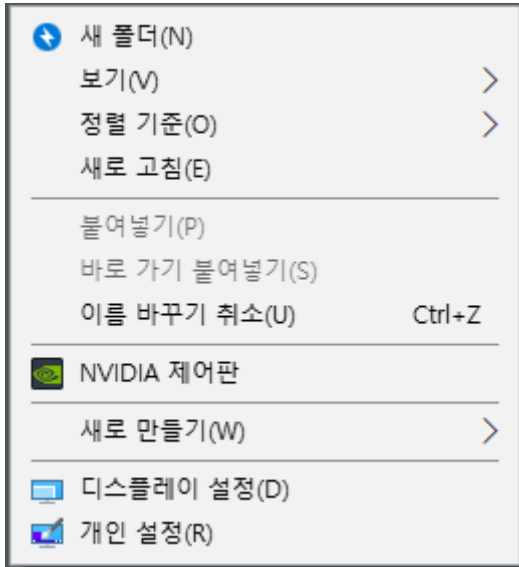 새 폴더(N)
보기(V)
정렬 기준(O)
새로 고침(E)
붙여넣기(P)
바로 가기 붙여넣기(S)
이름 바꾸기 취소(U) Ctrl+Z
NVIDIA 제어판
새로 만들기(W)
디스플레이 설정(D)
개인 설정(R)